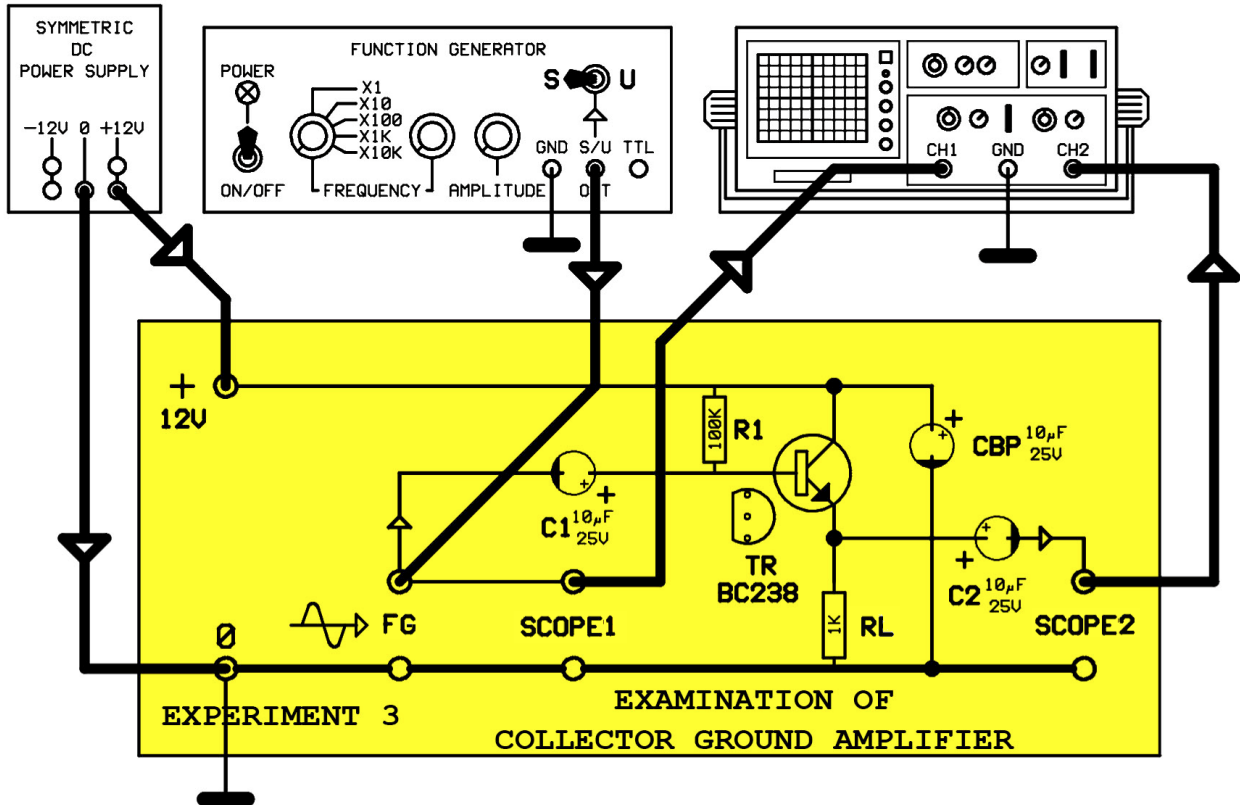 SYMMETRIC
DC
POWER SUPPLY
-12V 0 +12V
FUNCTION GENERATOR
POWER
ON/OFF
X1
X10
X100
X1K
X10K
FREQUENCY
AMPLITUDE
S U
GND S/U TTL
OUT
CH1 GND CH2
+
12V
100K
R1
+
C1 10µF
25V
TR
BC238
+
CBP 10µF
25V
+
C2 10µF
25V
1K
RL
FG
SCOPE1
SCOPE2
0
EXPERIMENT 3
EXAMINATION OF
COLLECTOR GROUND AMPLIFIER